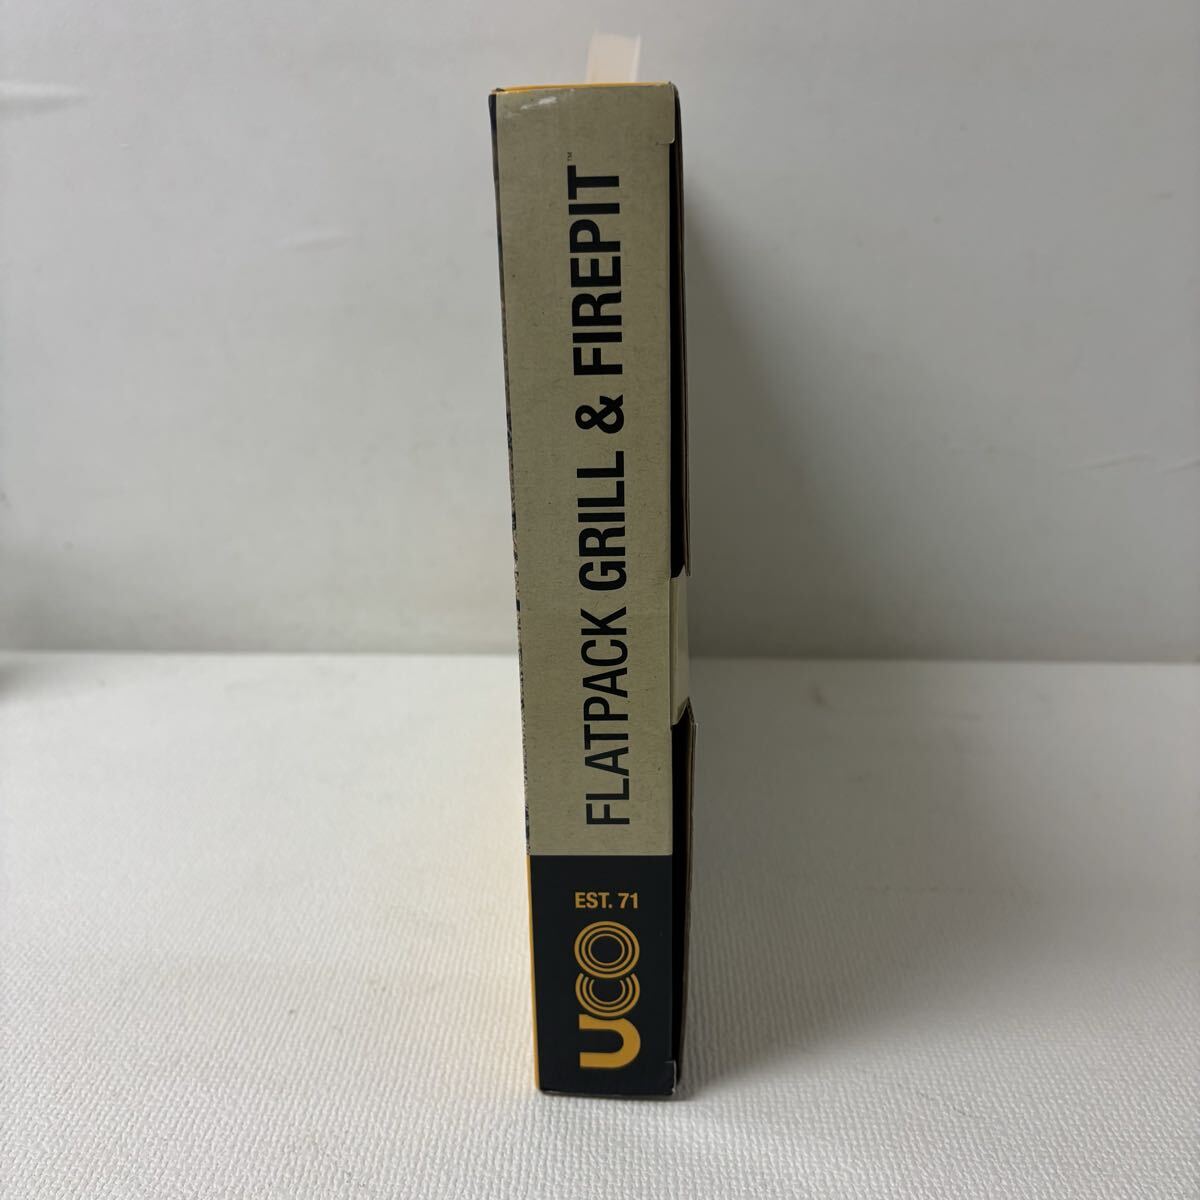 FLATPACK GRILL & FIREPIT™
EST. 71
UCO